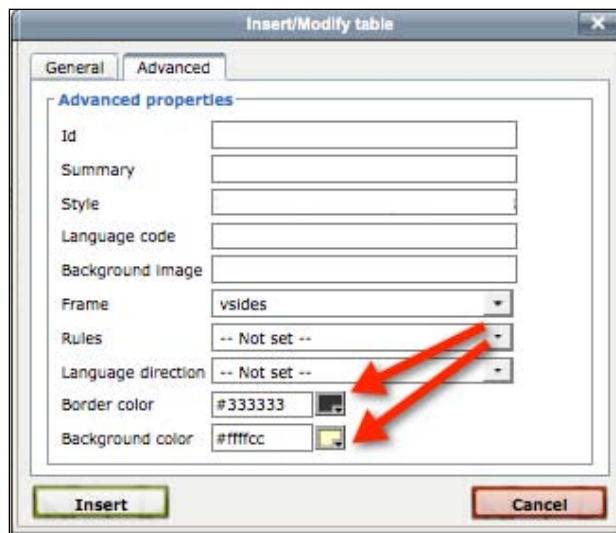 Insert/Modify table
General Advanced
Advanced properties
Id
Summary
Style
Language code
Background image
Frame vsides
Rules -- Not set --
Language direction -- Not set --
Border color #333333
Background color #ffffcc
Insert Cancel